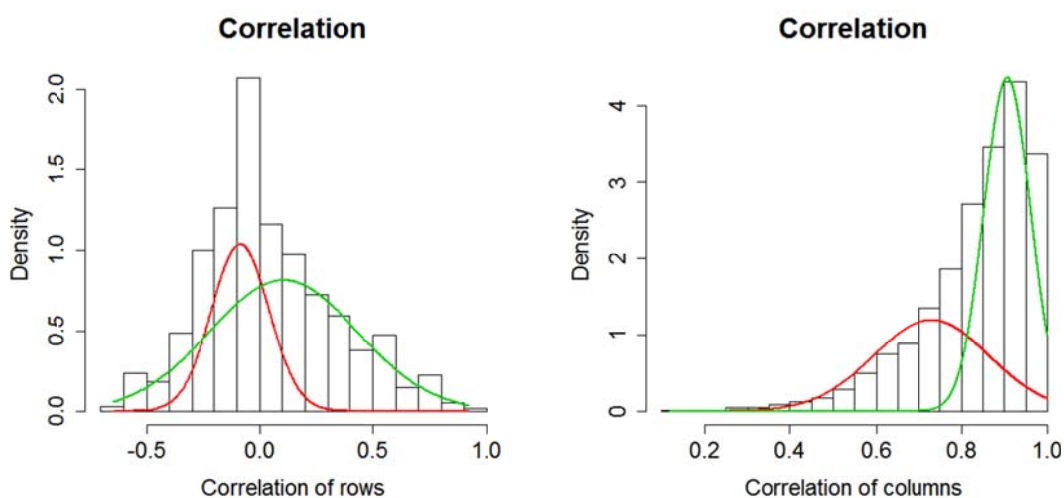 Correlation
Density
2.0
1.5
1.0
0.5
0.0
-0.5 0.0 0.5 1.0
Correlation of rows
Correlation
Density
4
3
2
1
0
0.2 0.4 0.6 0.8 1.0
Correlation of columns